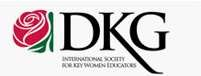 DKG
INTERNATIONAL SOCIETY
FOR KEY WOMEN EDUCATORS